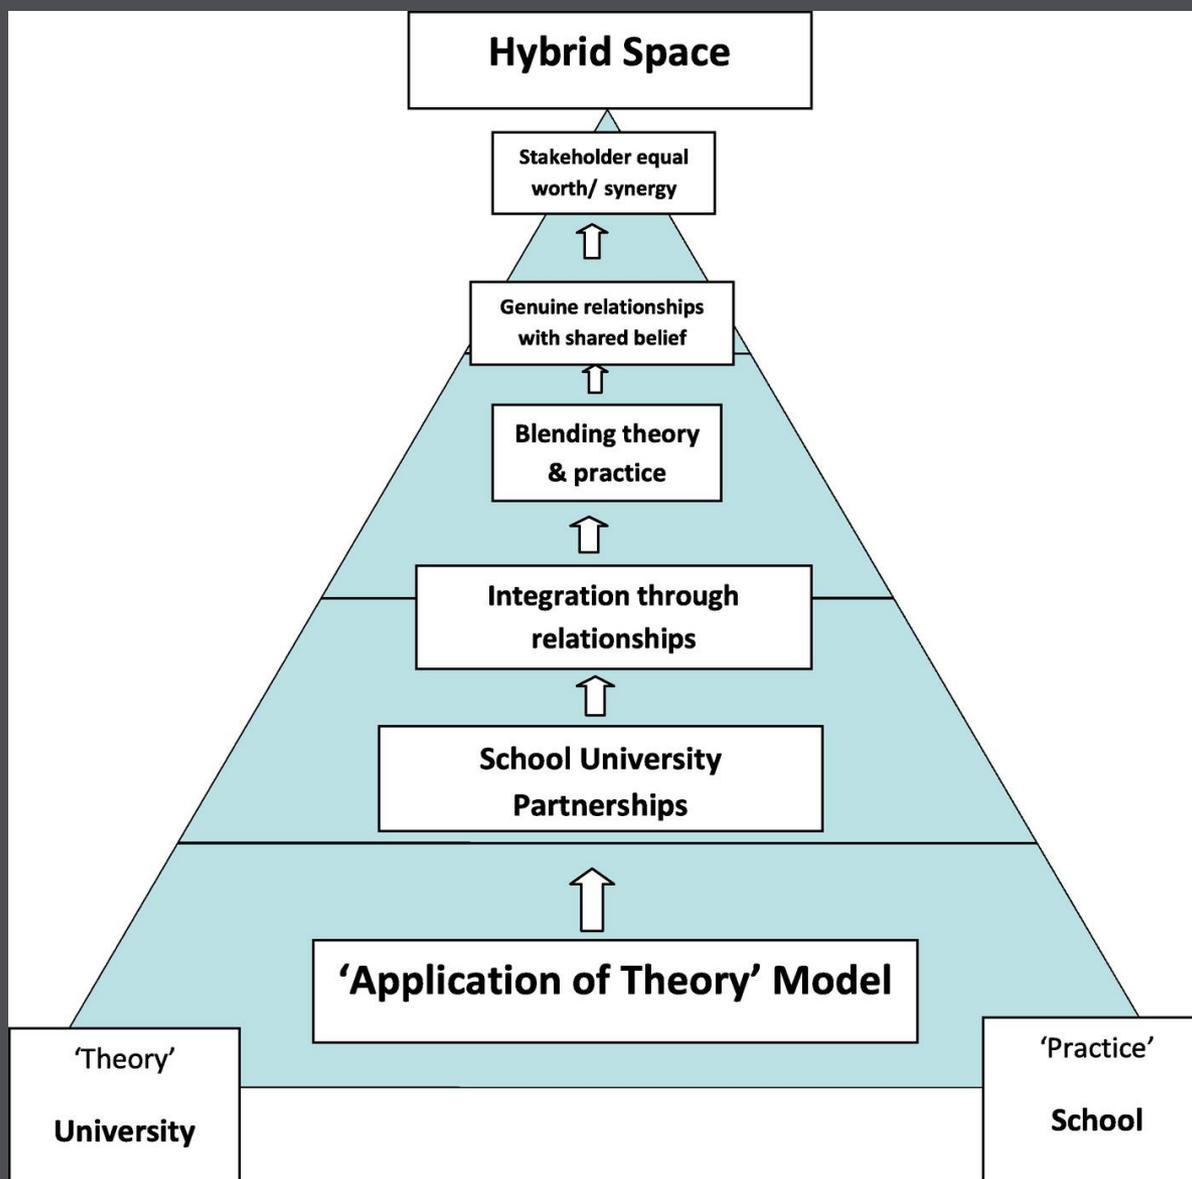 Hybrid Space
Stakeholder equal
worth/ synergy
Genuine relationships
with shared belief
Blending theory
& practice
Integration through
relationships
School University
Partnerships
‘Application of Theory’ Model
‘Theory’
University
‘Practice’
School